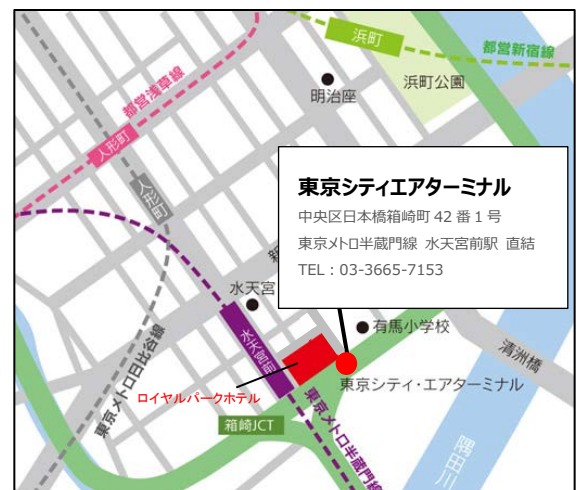 浜町
都営新宿線
浜町公園
明治座
都営浅草線
人形町
人形町
東京シティエアターミナル
中央区日本橋箱崎町 42 番 1 号
東京メトロ半蔵門線 水天宮前駅 直結
TEL：03-3665-7153
新
水天宮
有馬小学校
水天宮前
清洲橋
東京シティ・エアターミナル
ロイヤルパークホテル
東京メトロ日比谷線
箱崎JCT
東京メトロ半蔵門線
隅田川